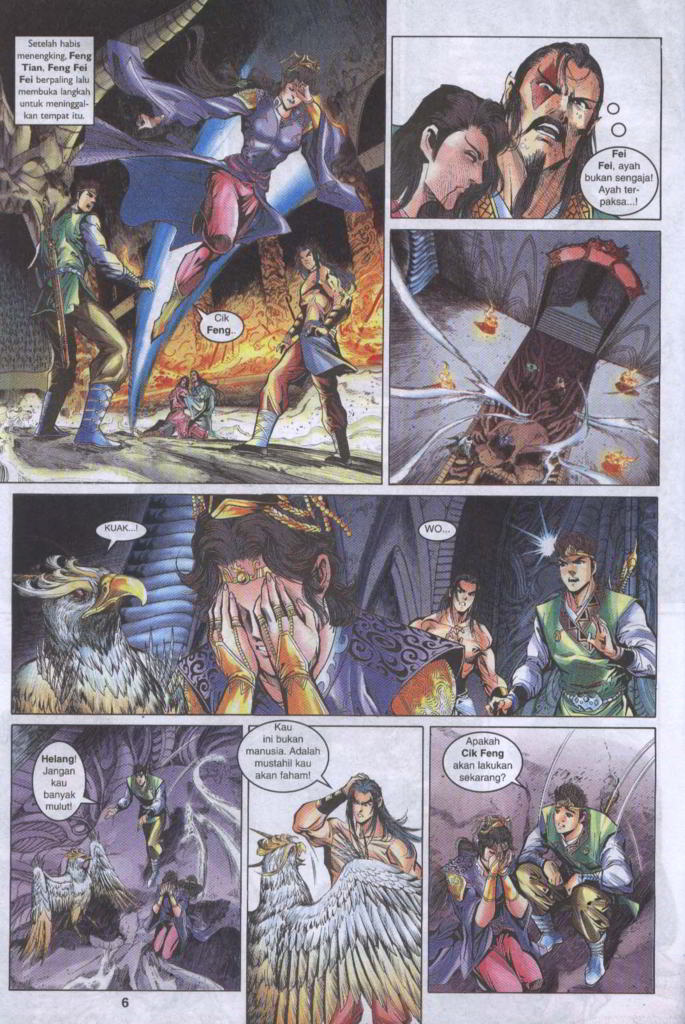 Setelah habis
menengking, Feng
Tian, Feng Fei
Fei berpaling lalu
membuka langkah
untuk meninggal-
kan tempat itu.
Cik
Feng..
Fei
Fei, ayah
bukan sengaja!
Ayah ter-
paksa...!
KUAK...!
WO...
Helang!
Jangan
kau
banyak
mulut!
Kau
ini bukan
manusia. Adalah
mustahil kau
akan faham!
Apakah
Cik Feng
akan lakukan
sekarang?
6